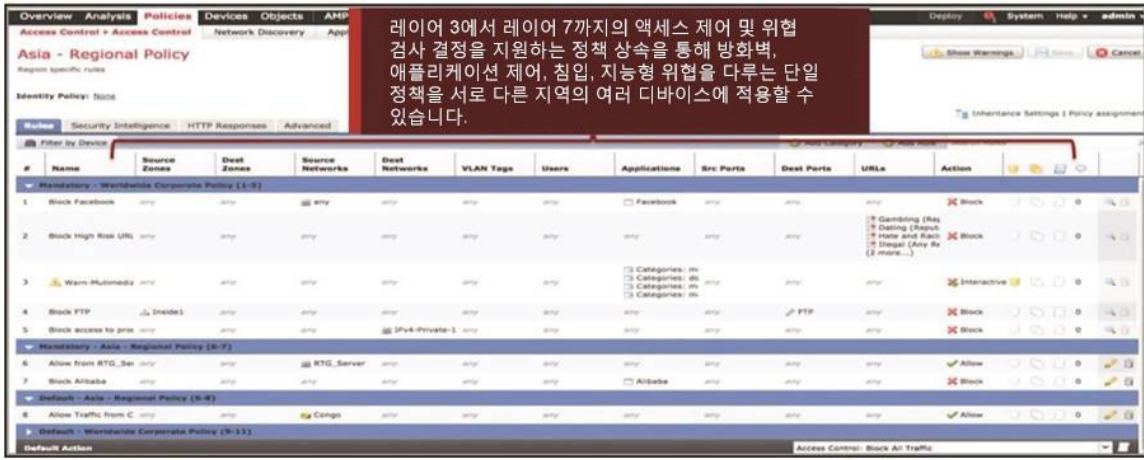 Overview Analysis Policies Devices Objects AMP
Deploy System Help admin
Access Control ▸ Access Control Network Discovery
레이어 3에서 레이어 7까지의 액세스 제어 및 위협
검사 결정을 지원하는 정책 상속을 통해 방화벽,
애플리케이션 제어, 침입, 지능형 위협을 다루는 단일
정책을 서로 다른 지역의 여러 디바이스에 적용할 수
있습니다.
Asia - Regional Policy
Show Warnings Save Cancel
Region specific rules
Identity Policy: None
Inheritance Settings | Policy assignment
Rules Security Intelligence HTTP Responses Advanced
Filter by Device Add Category Add Rule
# Name Source Zones Dest Zones Source Networks Dest Networks VLAN Tags Users Applications Src Ports Dest Ports URLs Action
Mandatory - Worldwide Corporate Policy (1-5)
1 Block Facebook any any any any any any Facebook any any any Block 0
2 Block High Risk URL any any any any any any any any any Gambling (Rep Dating (Reput Hate and Raci Illegal (Any Re (2 more...) Block 0
3 Warn-Mutimedia any any any any any any Categories: m Categories: do Categories: m Categories: m any any any Interactive 0
4 Block FTP Inside1 any any any any any any any FTP any Block 0
5 Block access to priv any any any IPv4-Private-1 any any any any any any Block 0
Mandatory - Asia - Regional Policy (6-7)
6 Allow from RTG_Ser any any RTG_Server any any any any any any any Allow 0
7 Block Alibaba any any any any any any Alibaba any any any Block 0
Default - Asia - Regional Policy (8-8)
8 Allow Traffic from C any any Congo any any any any any any any Allow 0
Default - Worldwide Corporate Policy (9-11)
Default Action Access Control: Block All Traffic